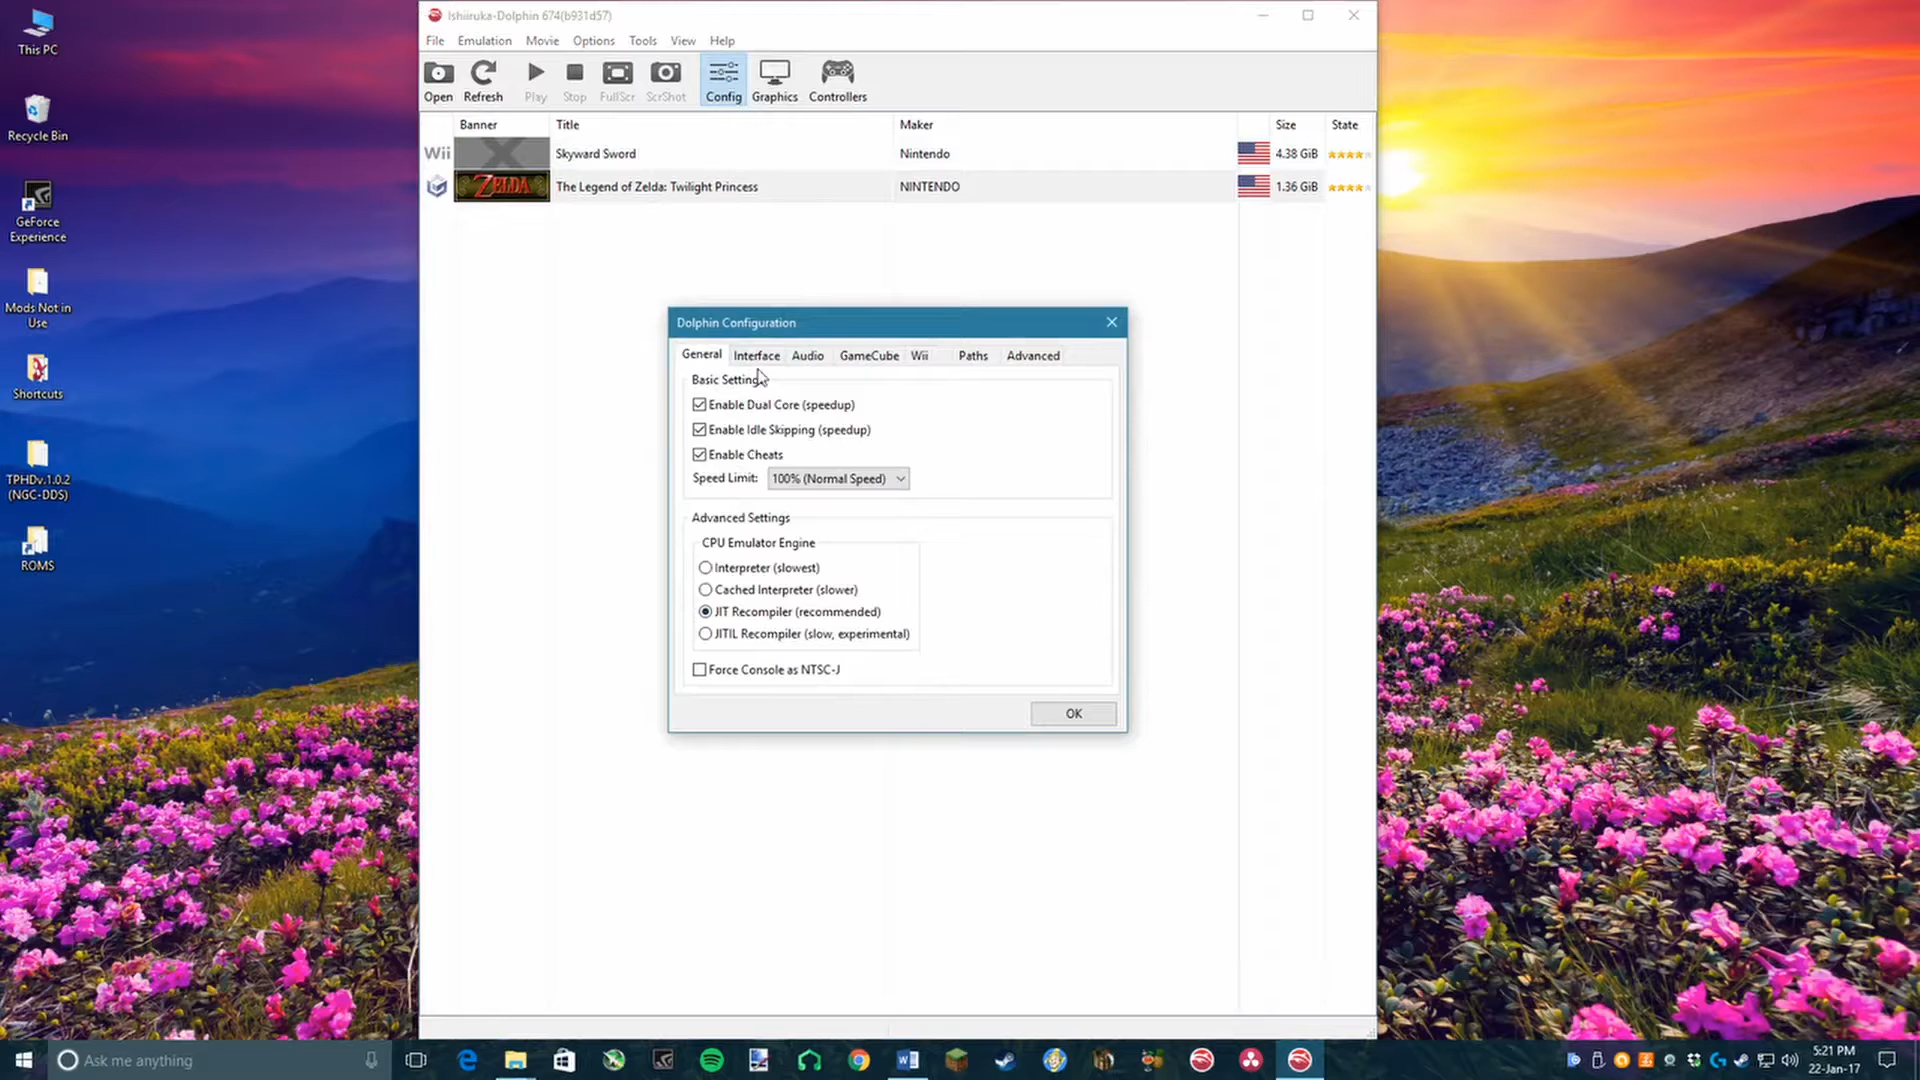 This PC
Recycle Bin
GeForce
Experience
Mods Not in
Use
Shortcuts
TPHDv.1.0.2
(NGC-DDS)
ROMS
Ishiiruka-Dolphin 674(b931d57)
File Emulation Movie Options Tools View Help
Open Refresh Play Stop FullScr ScrShot Config Graphics Controllers
Banner Title Maker Size State
Wii Skyward Sword Nintendo 4.38 GiB
ZELDA The Legend of Zelda: Twilight Princess NINTENDO 1.36 GiB
Dolphin Configuration
General Interface Audio GameCube Wii Paths Advanced
Basic Settings
Enable Dual Core (speedup)
Enable Idle Skipping (speedup)
Enable Cheats
Speed Limit: 100% (Normal Speed)
Advanced Settings
CPU Emulator Engine
Interpreter (slowest)
Cached Interpreter (slower)
JIT Recompiler (recommended)
JITIL Recompiler (slow, experimental)
Force Console as NTSC-J
OK
Ask me anything
5:21 PM
22-Jan-17